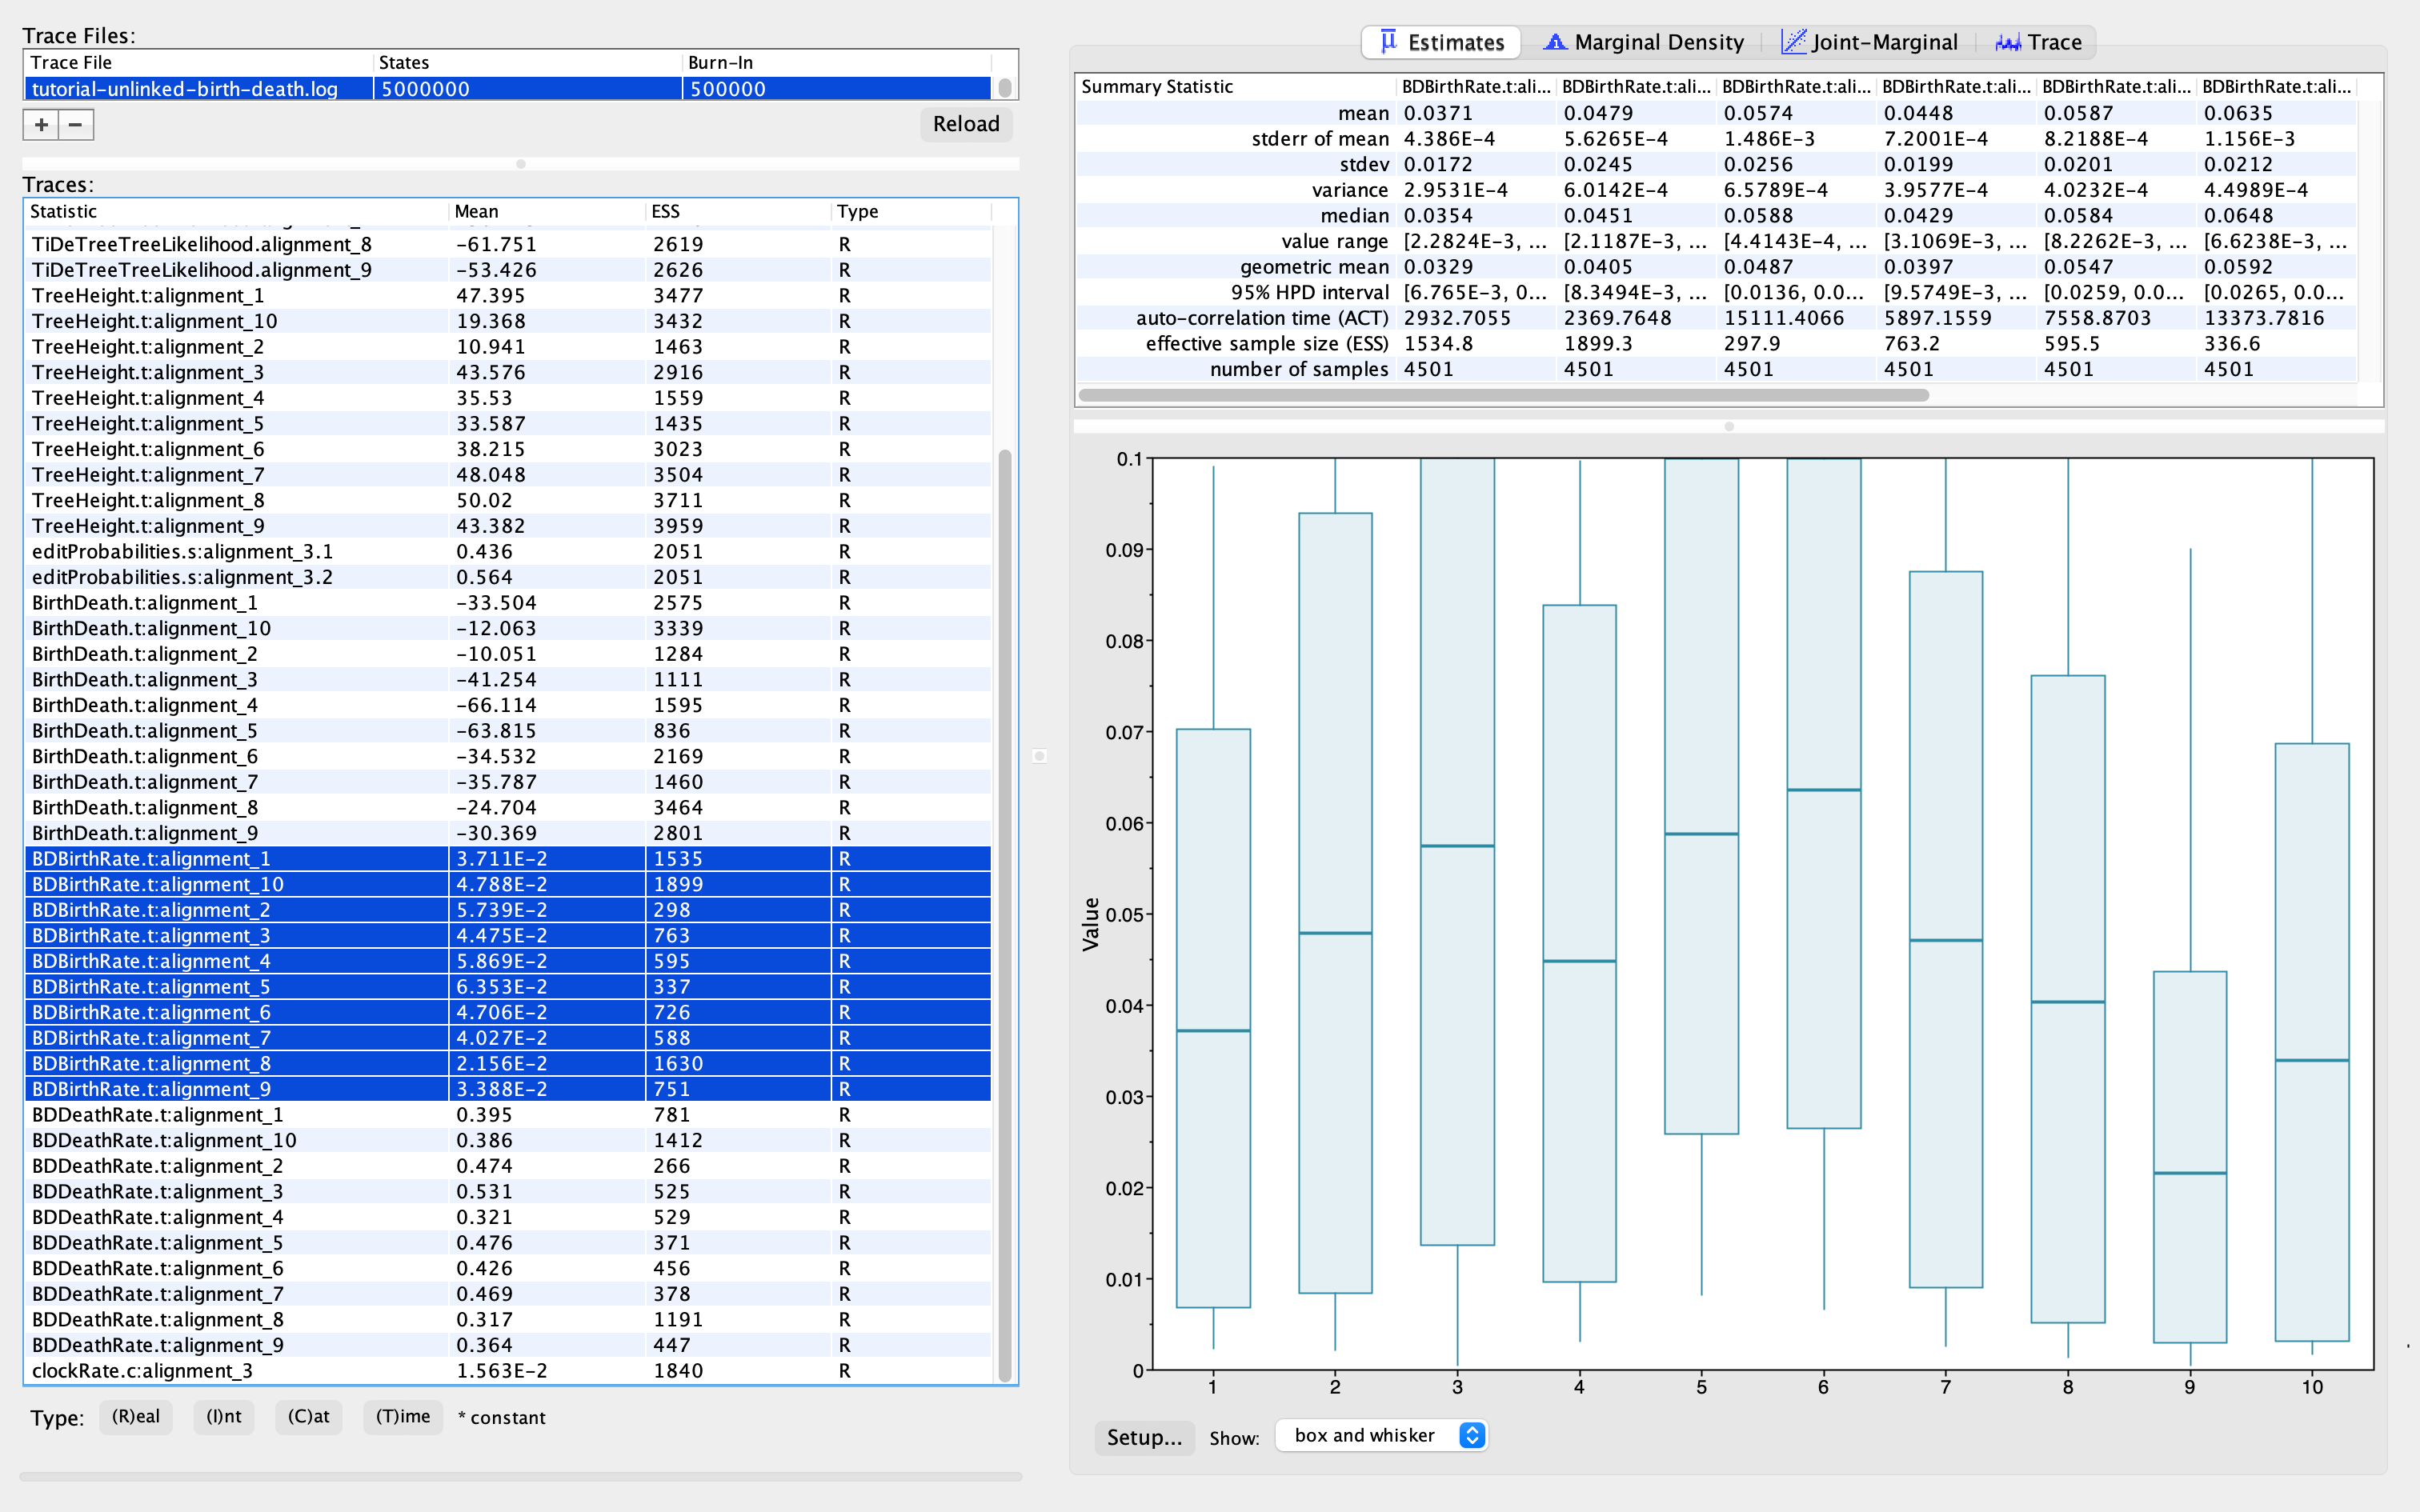 Trace Files:
Trace File States Burn-In
tutorial-unlinked-birth-death.log 5000000 500000
+ − Reload
Traces:
Statistic Mean ESS Type
TiDeTreeTreeLikelihood.alignment_8 −61.751 2619 R
TiDeTreeTreeLikelihood.alignment_9 −53.426 2626 R
TreeHeight.t:alignment_1 47.395 3477 R
TreeHeight.t:alignment_10 19.368 3432 R
TreeHeight.t:alignment_2 10.941 1463 R
TreeHeight.t:alignment_3 43.576 2916 R
TreeHeight.t:alignment_4 35.53 1559 R
TreeHeight.t:alignment_5 33.587 1435 R
TreeHeight.t:alignment_6 38.215 3023 R
TreeHeight.t:alignment_7 48.048 3504 R
TreeHeight.t:alignment_8 50.02 3711 R
TreeHeight.t:alignment_9 43.382 3959 R
editProbabilities.s:alignment_3.1 0.436 2051 R
editProbabilities.s:alignment_3.2 0.564 2051 R
BirthDeath.t:alignment_1 −33.504 2575 R
BirthDeath.t:alignment_10 −12.063 3339 R
BirthDeath.t:alignment_2 −10.051 1284 R
BirthDeath.t:alignment_3 −41.254 1111 R
BirthDeath.t:alignment_4 −66.114 1595 R
BirthDeath.t:alignment_5 −63.815 836 R
BirthDeath.t:alignment_6 −34.532 2169 R
BirthDeath.t:alignment_7 −35.787 1460 R
BirthDeath.t:alignment_8 −24.704 3464 R
BirthDeath.t:alignment_9 −30.369 2801 R
BDBirthRate.t:alignment_1 3.711E−2 1535 R
BDBirthRate.t:alignment_10 4.788E−2 1899 R
BDBirthRate.t:alignment_2 5.739E−2 298 R
BDBirthRate.t:alignment_3 4.475E−2 763 R
BDBirthRate.t:alignment_4 5.869E−2 595 R
BDBirthRate.t:alignment_5 6.353E−2 337 R
BDBirthRate.t:alignment_6 4.706E−2 726 R
BDBirthRate.t:alignment_7 4.027E−2 588 R
BDBirthRate.t:alignment_8 2.156E−2 1630 R
BDBirthRate.t:alignment_9 3.388E−2 751 R
BDDeathRate.t:alignment_1 0.395 781 R
BDDeathRate.t:alignment_10 0.386 1412 R
BDDeathRate.t:alignment_2 0.474 266 R
BDDeathRate.t:alignment_3 0.531 525 R
BDDeathRate.t:alignment_4 0.321 529 R
BDDeathRate.t:alignment_5 0.476 371 R
BDDeathRate.t:alignment_6 0.426 456 R
BDDeathRate.t:alignment_7 0.469 378 R
BDDeathRate.t:alignment_8 0.317 1191 R
BDDeathRate.t:alignment_9 0.364 447 R
clockRate.c:alignment_3 1.563E−2 1840 R
Type: (R)eal (I)nt (C)at (T)ime * constant
Estimates Marginal Density Joint-Marginal Trace
Summary Statistic BDBirthRate.t:ali... BDBirthRate.t:ali... BDBirthRate.t:ali... BDBirthRate.t:ali... BDBirthRate.t:ali... BDBirthRate.t:ali...
mean 0.0371 0.0479 0.0574 0.0448 0.0587 0.0635
stderr of mean 4.386E−4 5.6265E−4 1.486E−3 7.2001E−4 8.2188E−4 1.156E−3
stdev 0.0172 0.0245 0.0256 0.0199 0.0201 0.0212
variance 2.9531E−4 6.0142E−4 6.5789E−4 3.9577E−4 4.0232E−4 4.4989E−4
median 0.0354 0.0451 0.0588 0.0429 0.0584 0.0648
value range [2.2824E−3, ... [2.1187E−3, ... [4.4143E−4, ... [3.1069E−3, ... [8.2262E−3, ... [6.6238E−3, ...
geometric mean 0.0329 0.0405 0.0487 0.0397 0.0547 0.0592
95% HPD interval [6.765E−3, 0... [8.3494E−3, ... [0.0136, 0.0... [9.5749E−3, ... [0.0259, 0.0... [0.0265, 0.0...
auto-correlation time (ACT) 2932.7055 2369.7648 15111.4066 5897.1559 7558.8703 13373.7816
effective sample size (ESS) 1534.8 1899.3 297.9 763.2 595.5 336.6
number of samples 4501 4501 4501 4501 4501 4501
0.1
0.09
0.08
0.07
0.06
0.05
0.04
0.03
0.02
0.01
0
Value
1 2 3 4 5 6 7 8 9 10
Setup... Show: box and whisker